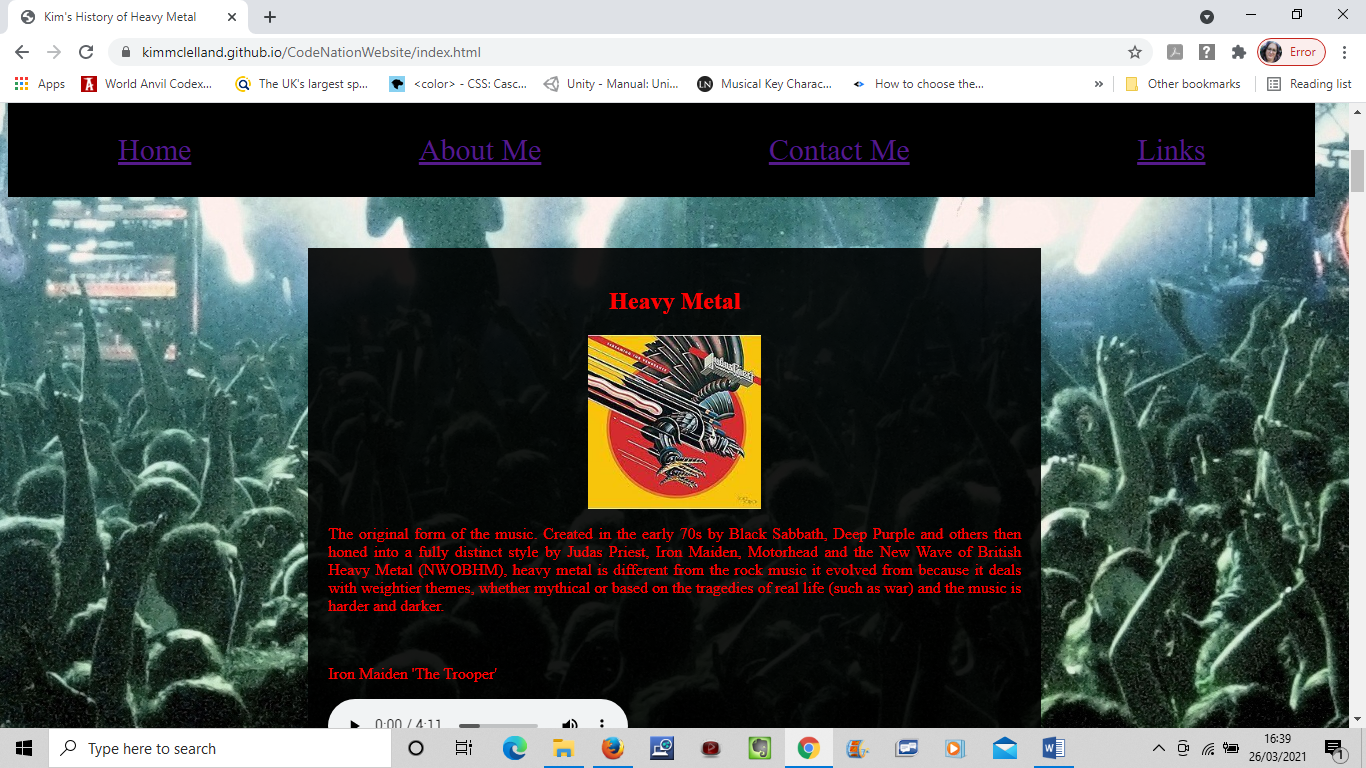 Kim's History of Heavy Metal
kimmclelland.github.io/CodeNationWebsite/index.html
Error
Apps
World Anvil Codex...
The UK's largest sp...
<color> - CSS: Casc...
Unity - Manual: Uni...
LN
Musical Key Charac...
How to choose the...
»
Other bookmarks
Reading list
Home
About Me
Contact Me
Links
Heavy Metal
SCREAMING FOR VENGEANCE
Judas Priest
The original form of the music. Created in the early 70s by Black Sabbath, Deep Purple and others then
honed into a fully distinct style by Judas Priest, Iron Maiden, Motorhead and the New Wave of British
Heavy Metal (NWOBHM), heavy metal is different from the rock music it evolved from because it deals
with weightier themes, whether mythical or based on the tragedies of real life (such as war) and the music is
harder and darker.
Iron Maiden 'The Trooper'
0:00 / 4:11
Type here to search
16:39
26/03/2021
1